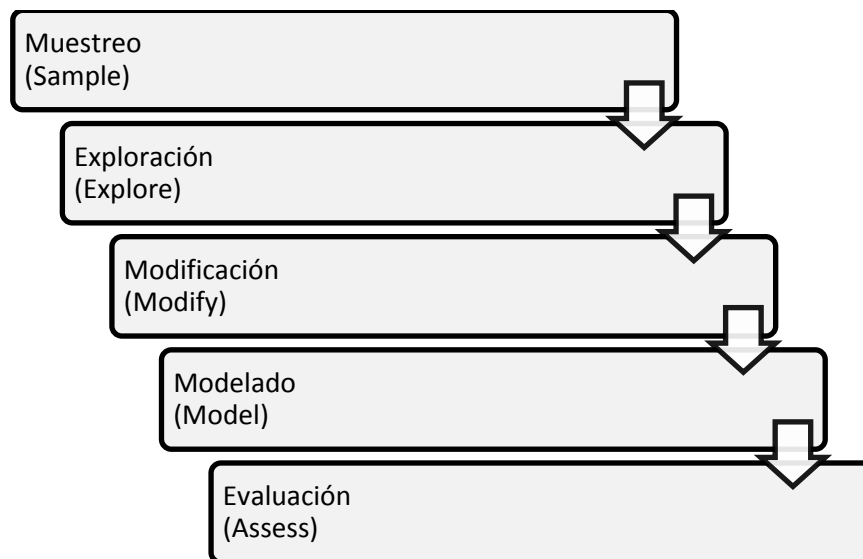 Muestreo
(Sample)
Exploración
(Explore)
Modificación
(Modify)
Modelado
(Model)
Evaluación
(Assess)